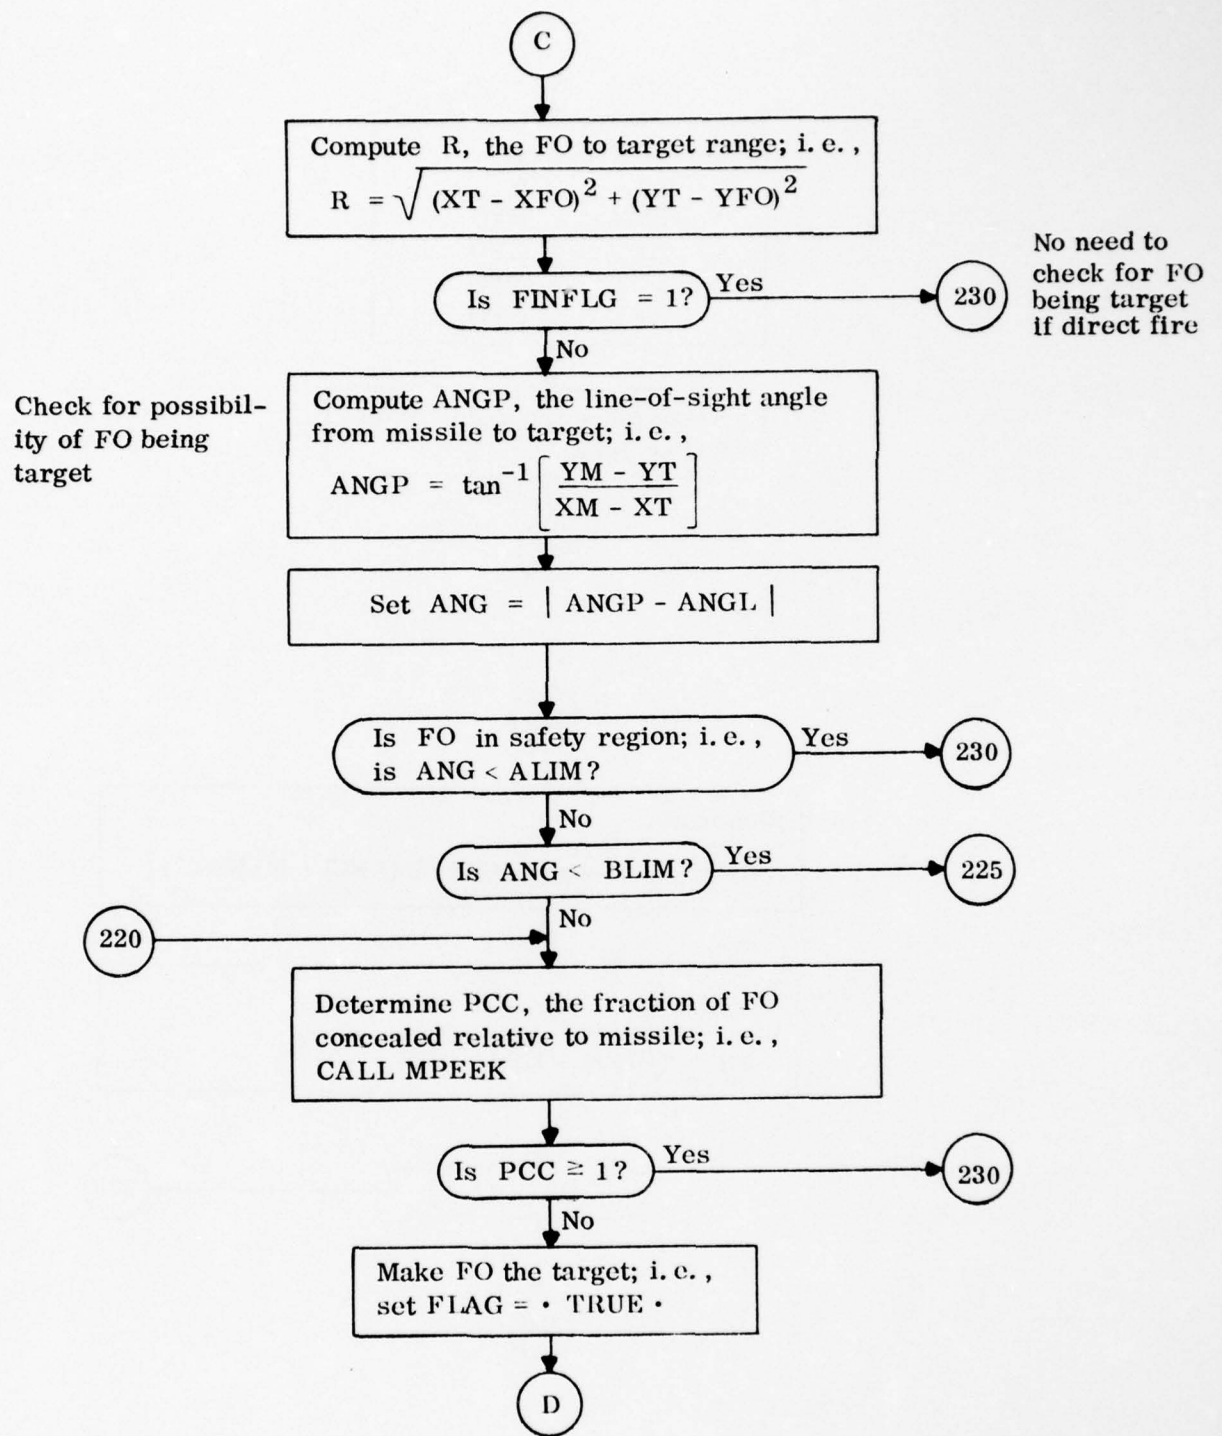 C
Compute R, the FO to target range; i. e. ,
R = √(XT - XFO)² + (YT - YFO)²
Is FINFLG = 1?
Yes
230
No need to
check for FO
being target
if direct fire
No
Check for possibil-
ity of FO being
target
Compute ANGP, the line-of-sight angle
from missile to target; i. e. ,
ANGP = tan⁻¹ [ YM - YT / XM - XT ]
Set ANG = | ANGP - ANGL |
Is FO in safety region; i. e. ,
is ANG < ALIM?
Yes
230
No
Is ANG < BLIM?
Yes
225
No
220
Determine PCC, the fraction of FO
concealed relative to missile; i. e. ,
CALL MPEEK
Is PCC ≥ 1?
Yes
230
No
Make FO the target; i. e. ,
set FLAG = • TRUE •
D